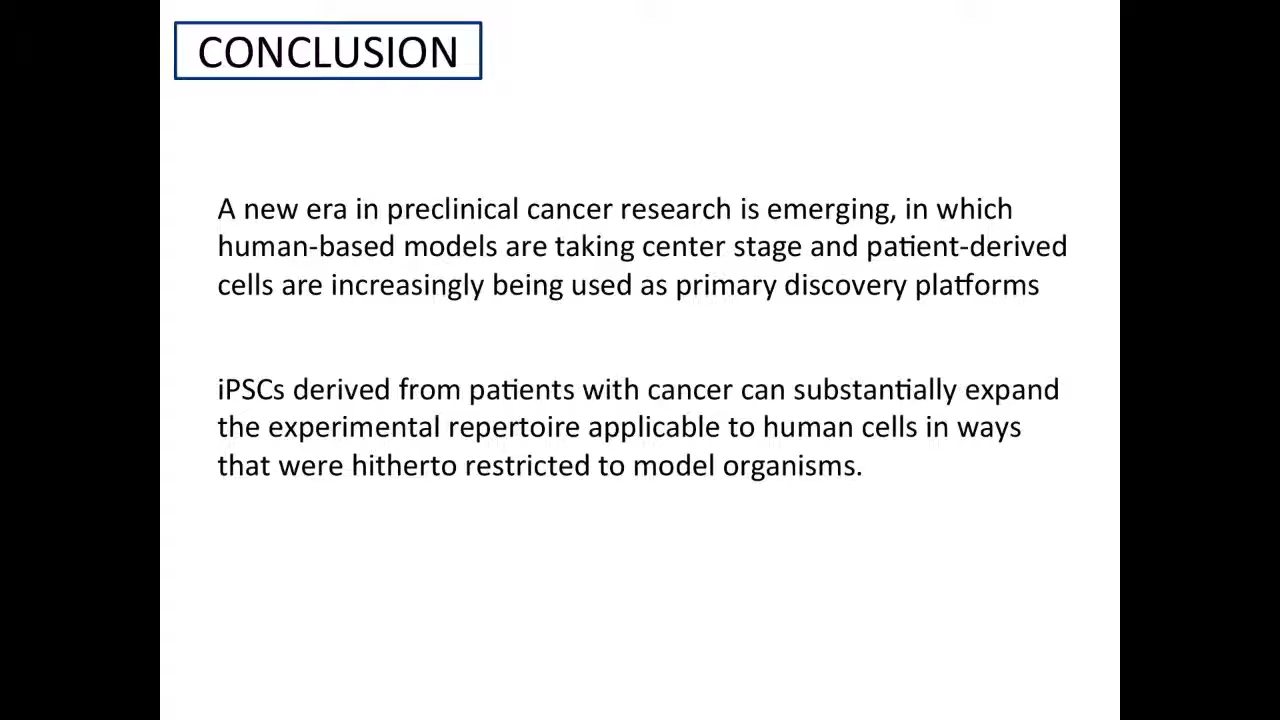 CONCLUSION
A new era in preclinical cancer research is emerging, in which
human-based models are taking center stage and patient-derived
cells are increasingly being used as primary discovery platforms
iPSCs derived from patients with cancer can substantially expand
the experimental repertoire applicable to human cells in ways
that were hitherto restricted to model organisms.